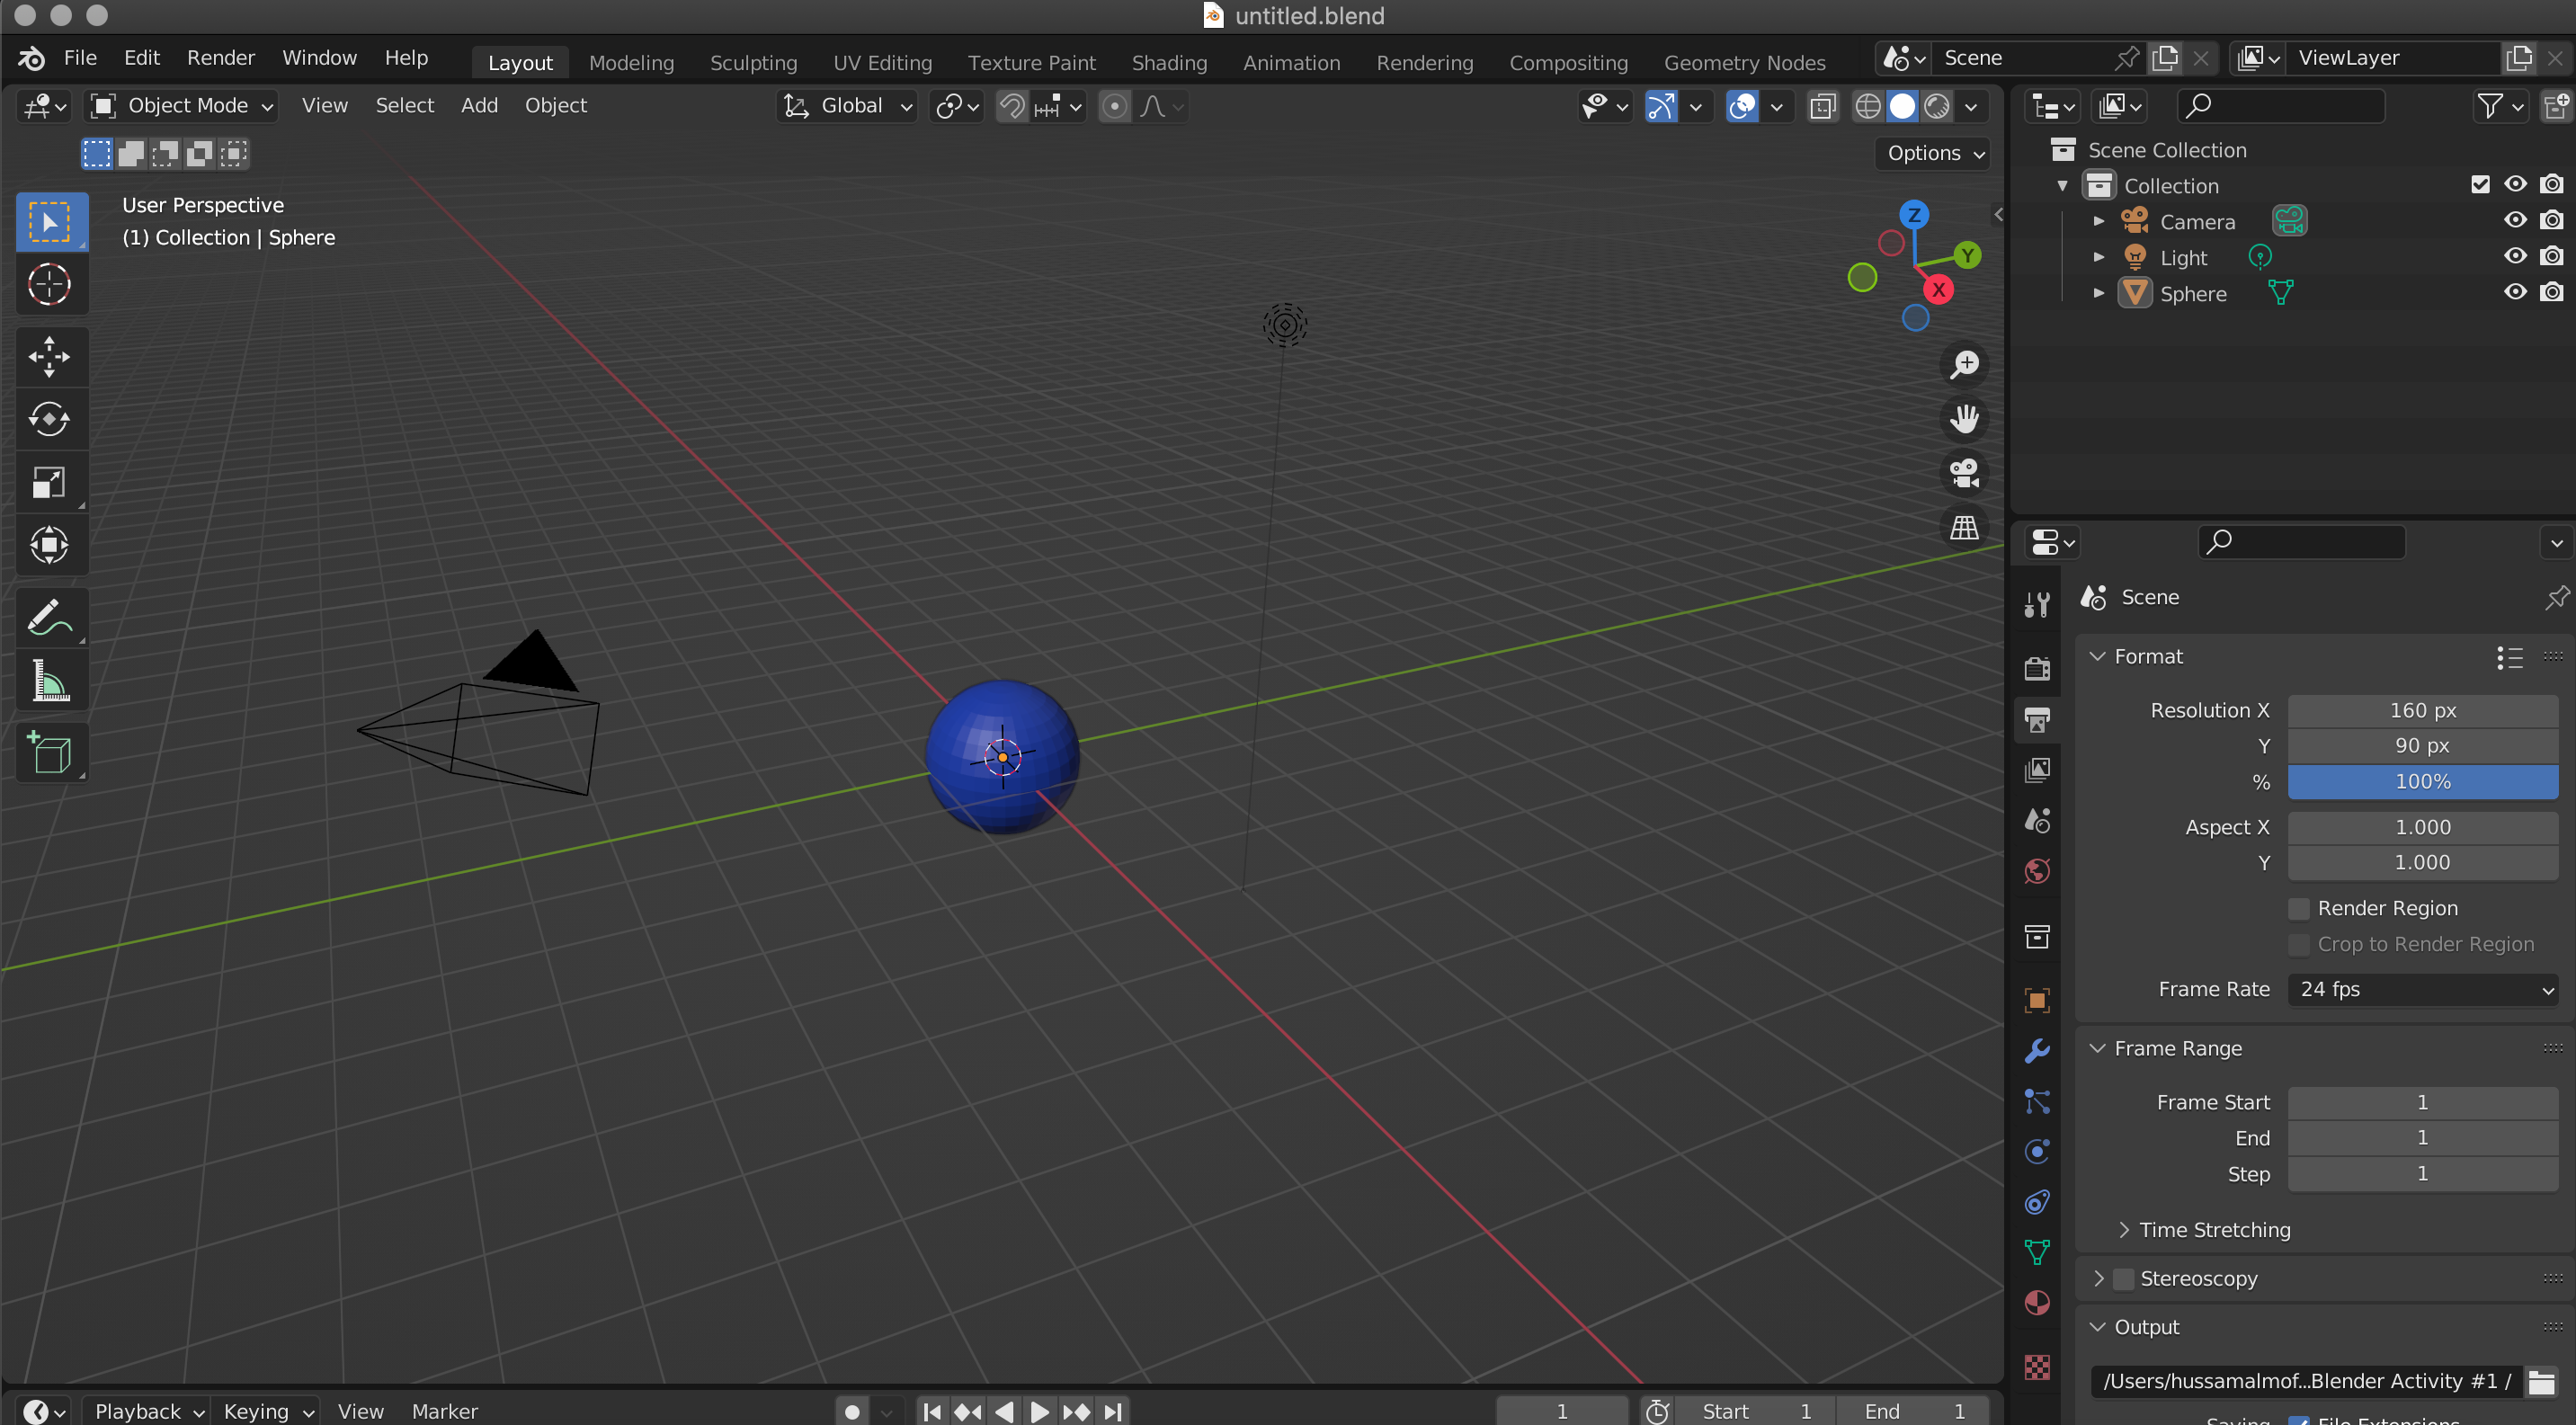 untitled.blend
File Edit Render Window Help Layout Modeling Sculpting UV Editing Texture Paint Shading Animation Rendering Compositing Geometry Nodes Scene ViewLayer
Object Mode View Select Add Object Global
Options
User Perspective
(1) Collection | Sphere
Z
Y
X
Scene Collection
Collection
Camera
Light
Sphere
Scene
Format
Resolution X 160 px
Y 90 px
% 100%
Aspect X 1.000
Y 1.000
Render Region
Crop to Render Region
Frame Rate 24 fps
Frame Range
Frame Start 1
End 1
Step 1
Time Stretching
Stereoscopy
Output
/Users/hussamalmof...Blender Activity #1 /
Saving File Extensions
Playback Keying View Marker 1 Start 1 End 1